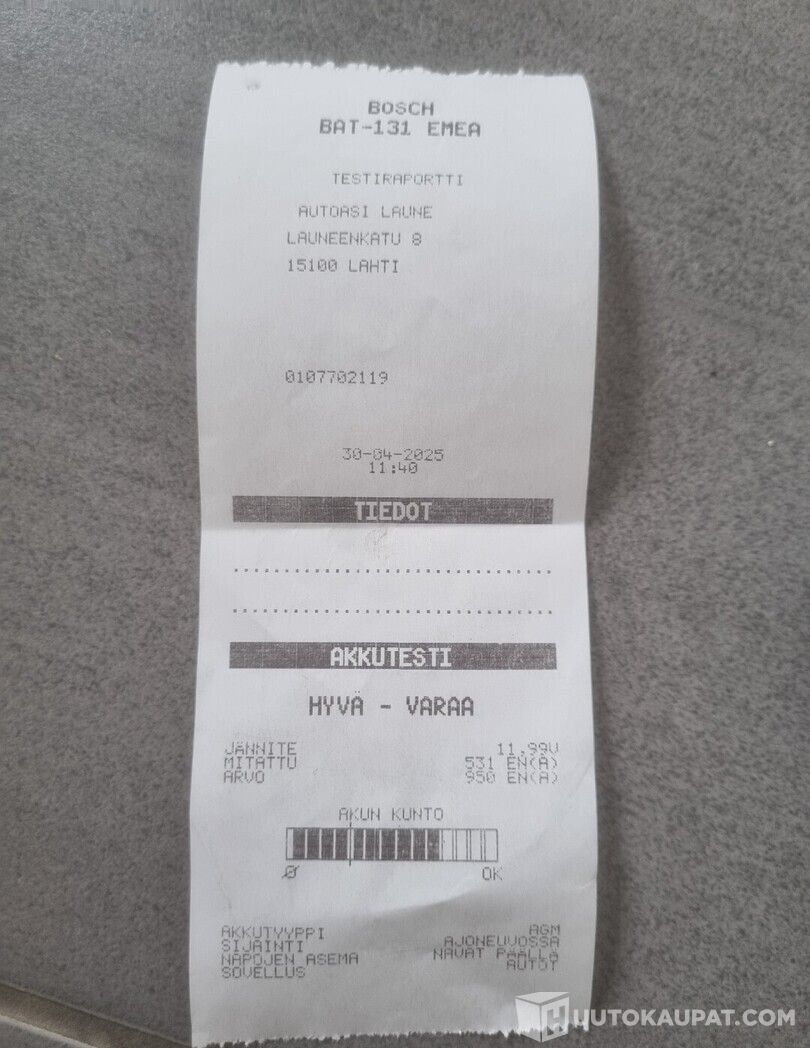 BOSCH
BAT-131 EMEA
TESTIRAPORTTI
AUTOASI LAUNE
LAUNEENKATU 8
15100 LAHTI
0107702119
30-04-2025
11:40
TIEDOT
AKKUTESTI
HYVÄ - VARAA
JÄNNITE 11.99V
MITATTU 531 EN(A)
ARVO 950 EN(A)
AKUN KUNTO
0 OK
AKKUTYYPPI AGM
SIJAINTI AJONEUVOSSA
NAPOJEN ASEMA NAVAT PÄÄLLÄ
SOVELLUS AUTOT
HUUTOKAUPAT.COM